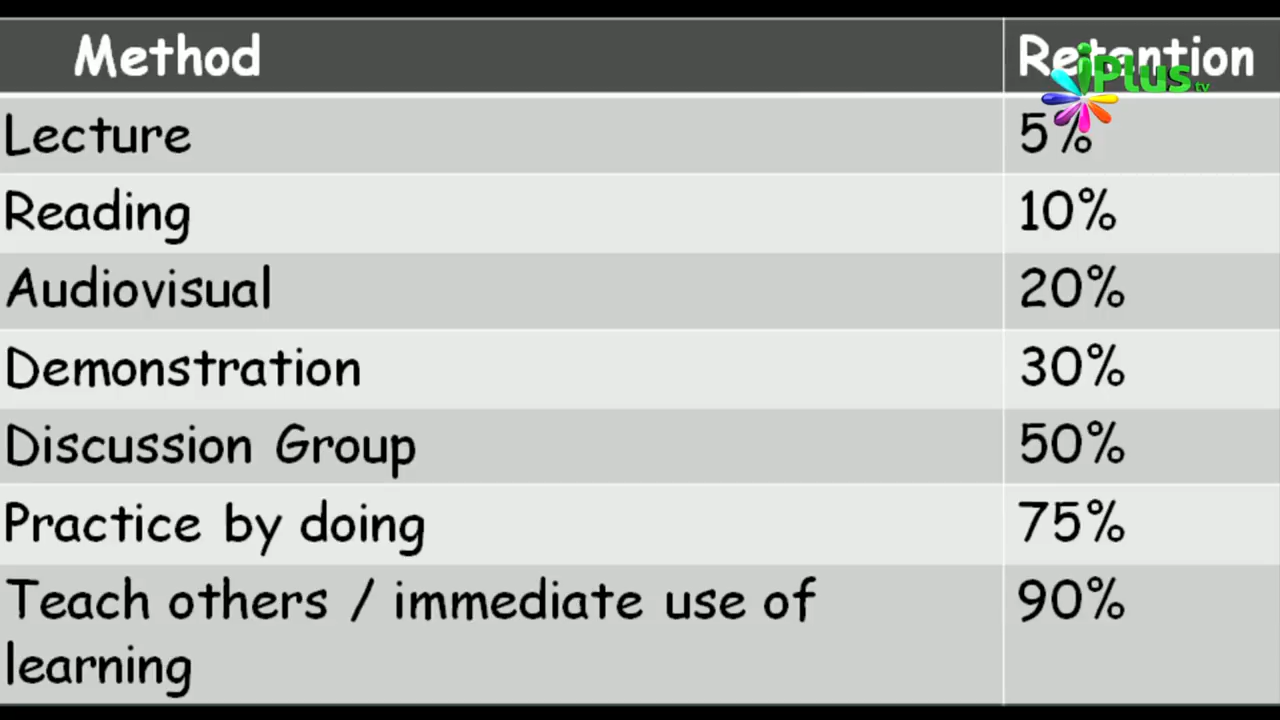 Method Retention
iPlus.tv
Lecture 5%
Reading 10%
Audiovisual 20%
Demonstration 30%
Discussion Group 50%
Practice by doing 75%
Teach others / immediate use of 90%
learning